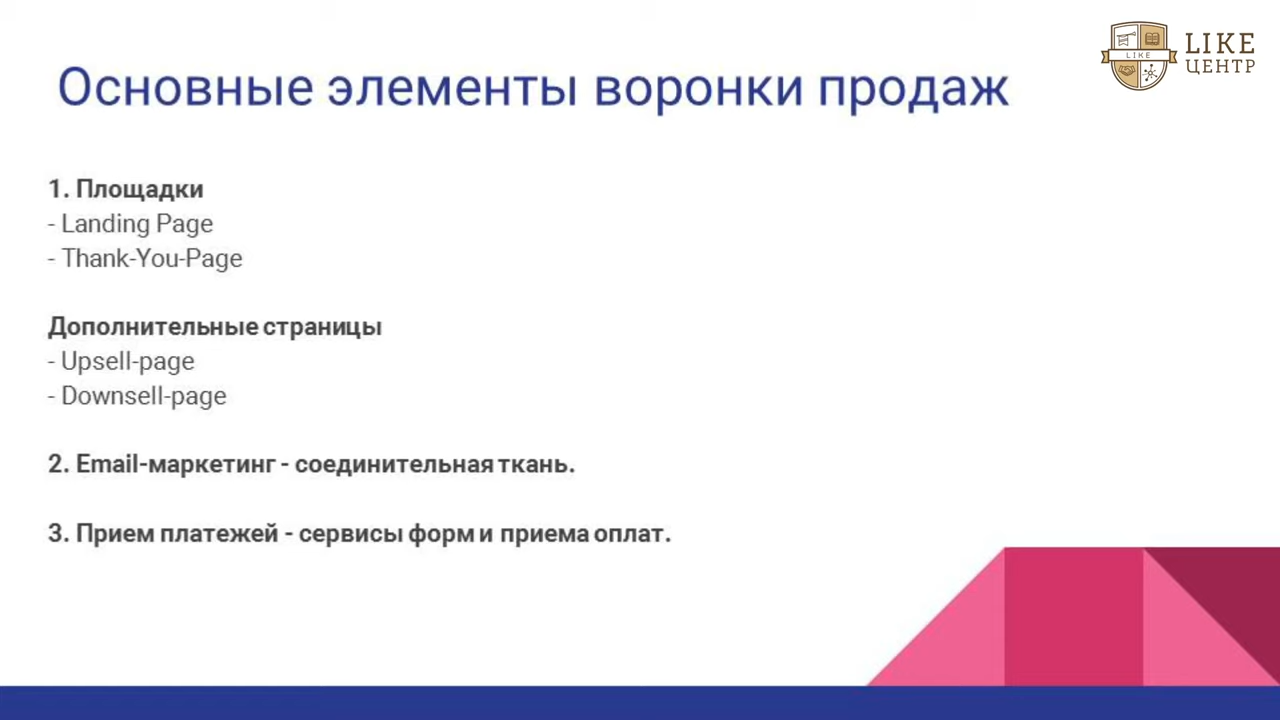 LIKE
LIKE
ЦЕНТР
Основные элементы воронки продаж
1. Площадки
- Landing Page
- Thank-You-Page
Дополнительные страницы
- Upsell-page
- Downsell-page
2. Email-маркетинг - соединительная ткань.
3. Прием платежей - сервисы форм и приема оплат.